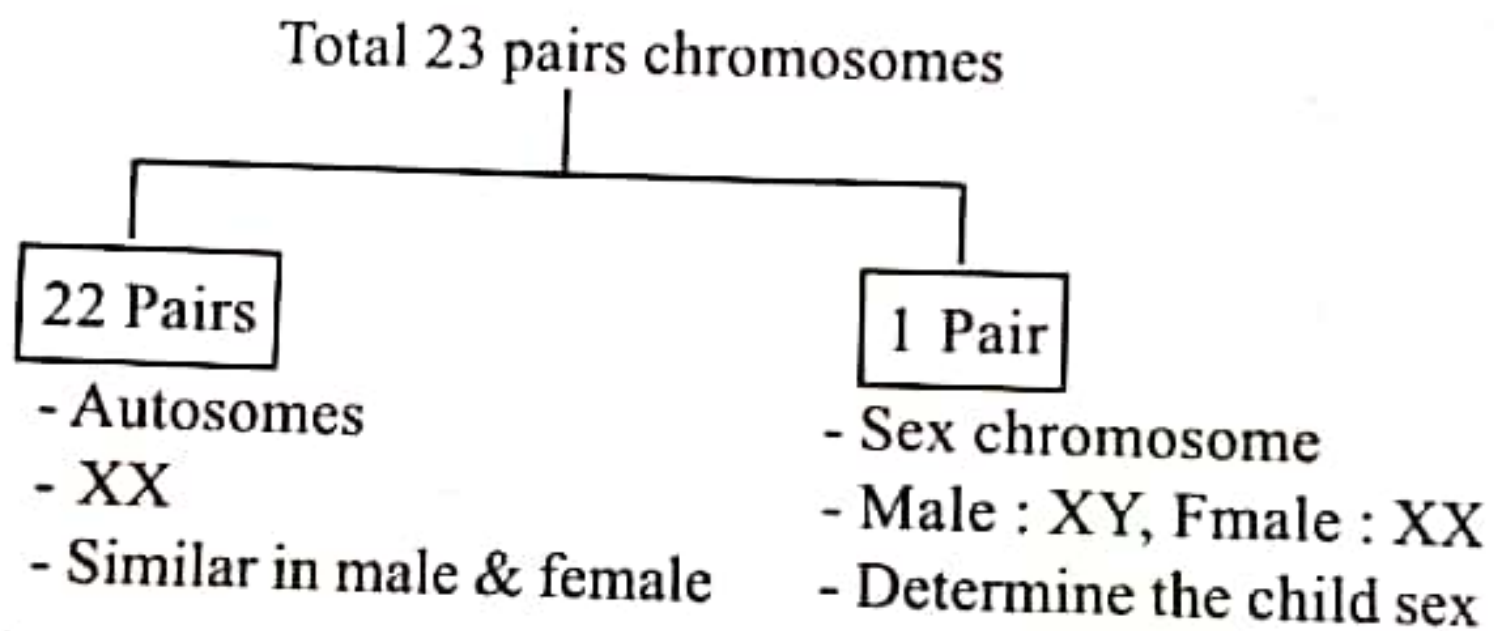 Total 23 pairs chromosomes
22 Pairs
- Autosomes
- XX
- Similar in male & female
1 Pair
- Sex chromosome
- Male : XY, Fmale : XX
- Determine the child sex